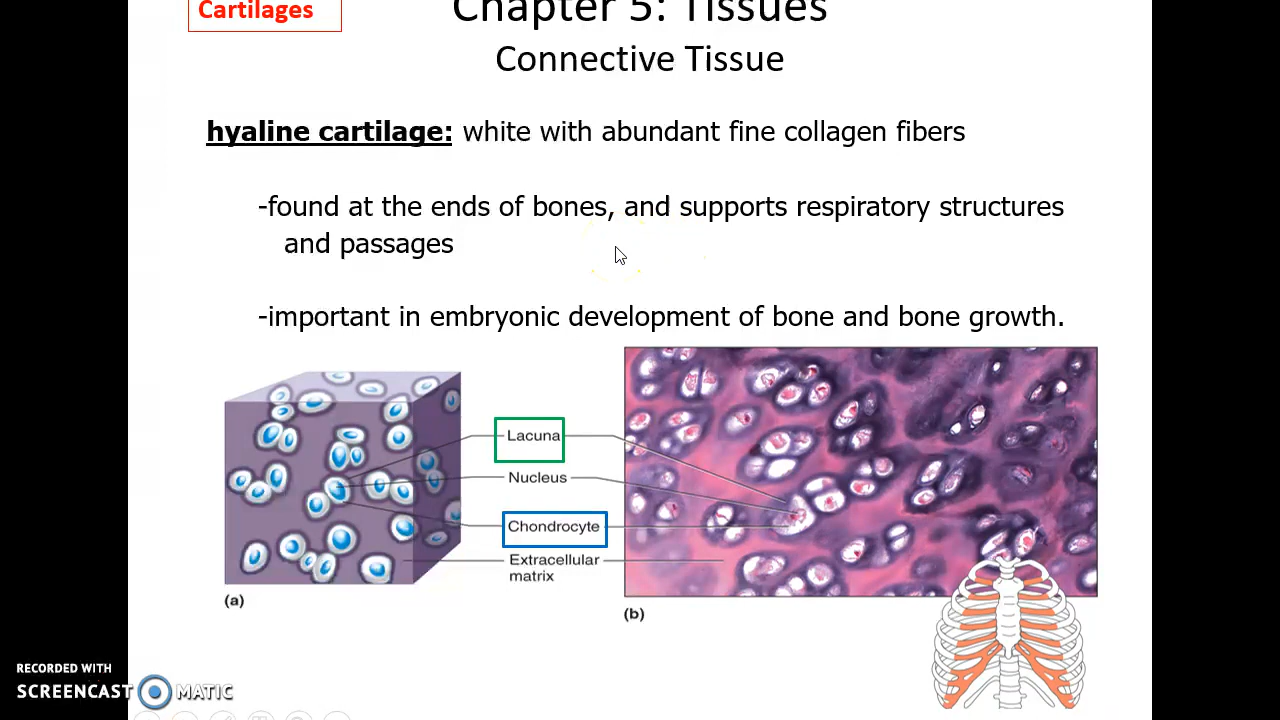 Cartilages
Chapter 5: Tissues
Connective Tissue
hyaline cartilage: white with abundant fine collagen fibers
-found at the ends of bones, and supports respiratory structures
and passages
-important in embryonic development of bone and bone growth.
Lacuna
Nucleus
Chondrocyte
Extracellular
matrix
(a)
(b)
RECORDED WITH
SCREENCAST MATIC